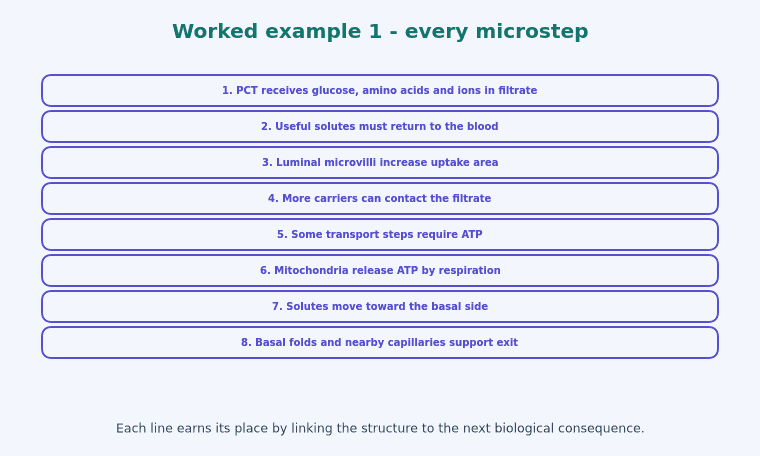 Worked example 1 - every microstep
1. PCT receives glucose, amino acids and ions in filtrate
2. Useful solutes must return to the blood
3. Luminal microvilli increase uptake area
4. More carriers can contact the filtrate
5. Some transport steps require ATP
6. Mitochondria release ATP by respiration
7. Solutes move toward the basal side
8. Basal folds and nearby capillaries support exit
Each line earns its place by linking the structure to the next biological consequence.